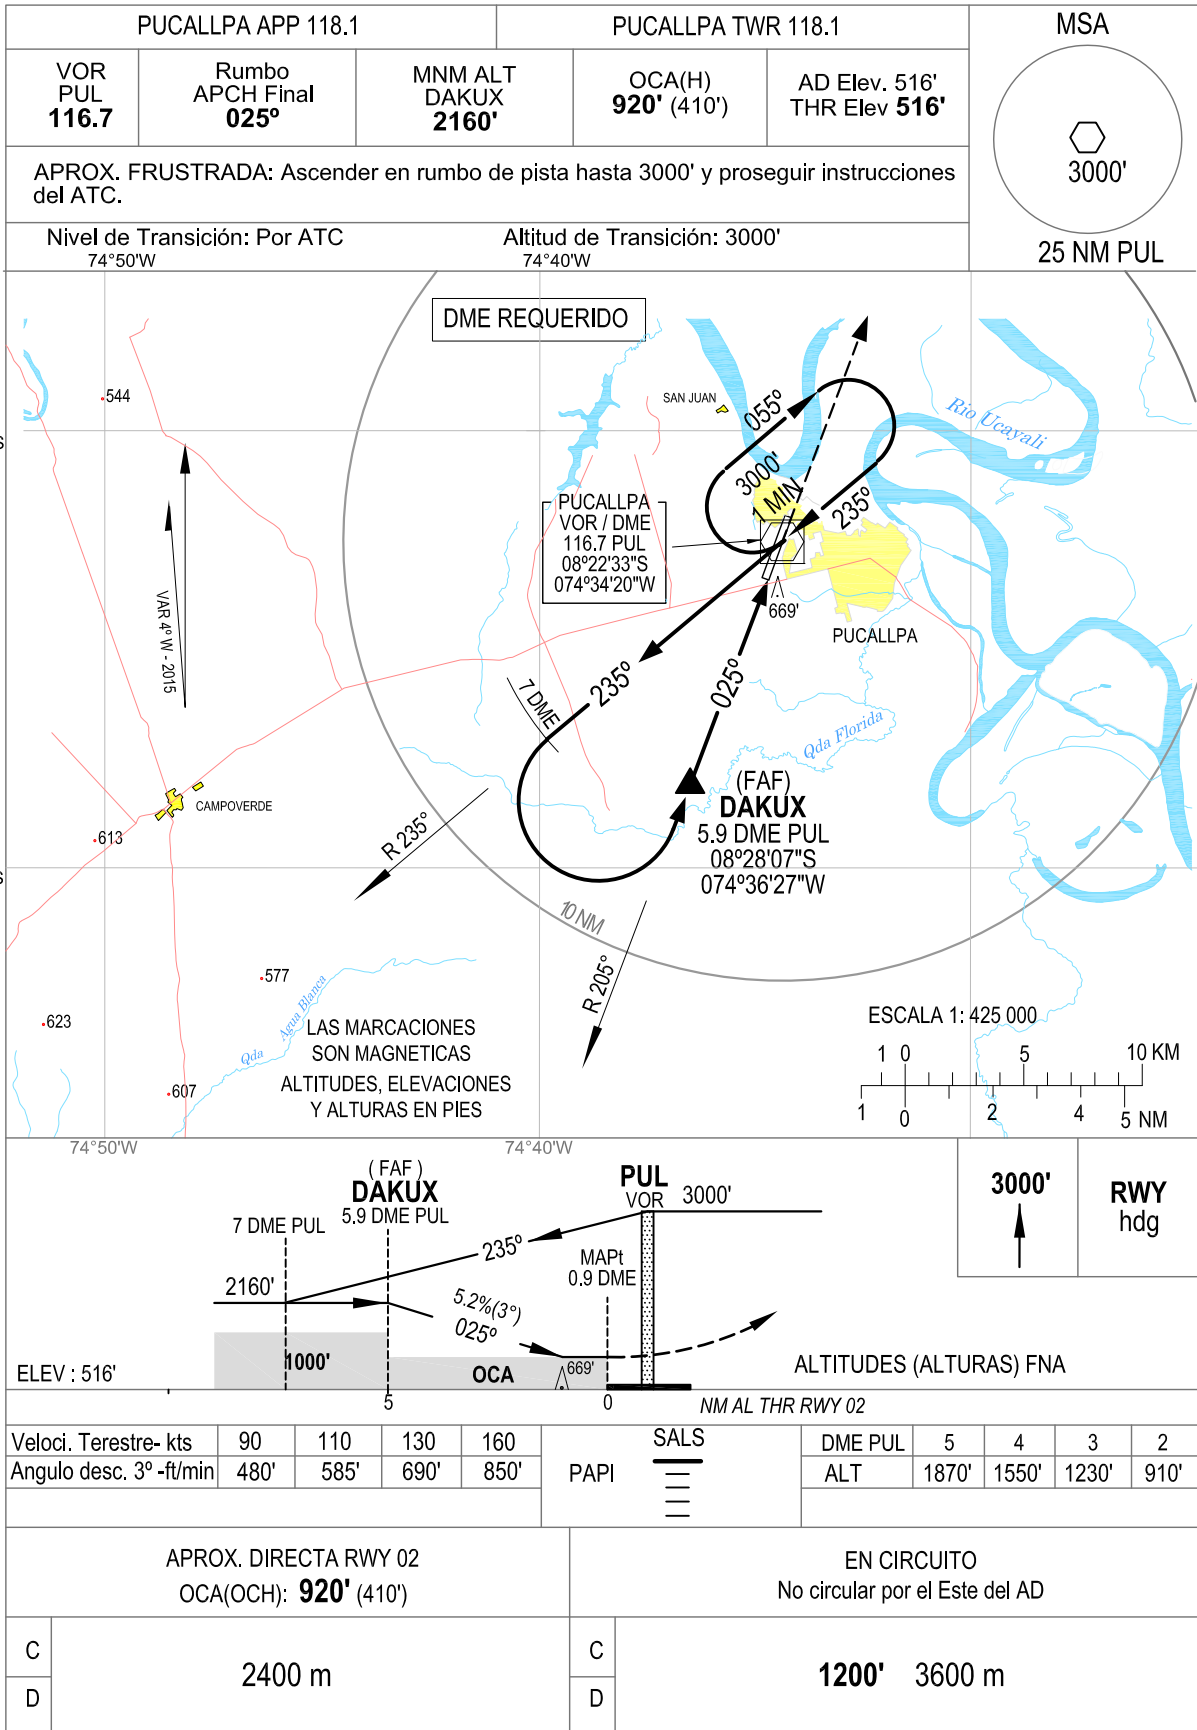 PUCALLPA APP 118.1
PUCALLPA TWR 118.1
MSA
VOR
PUL
116.7
Rumbo
APCH Final
025º
MNM ALT
DAKUX
2160'
OCA(H)
920' (410')
AD Elev. 516'
THR Elev 516'
3000'
25 NM PUL
APROX. FRUSTRADA: Ascender en rumbo de pista hasta 3000' y proseguir instrucciones
del ATC.
Nivel de Transición: Por ATC
Altitud de Transición: 3000'
74°50'W
74°40'W
DME REQUERIDO
544
SAN JUAN
055º
Rio Ucayali
3000'
1 MIN
235º
PUCALLPA
VOR / DME
116.7 PUL
08º22'33"S
074º34'20"W
VAR 4º W - 2015
669'
PUCALLPA
235º
025º
7 DME
Qda Florida
(FAF)
DAKUX
5.9 DME PUL
08º28'07"S
074º36'27"W
CAMPOVERDE
613
R 235°
S
S
10 NM
R 205°
577
Qda Agua Blanca
623
607
LAS MARCACIONES
SON MAGNETICAS
ALTITUDES, ELEVACIONES
Y ALTURAS EN PIES
ESCALA 1: 425 000
1 0 5 10 KM
1 0 2 4 5 NM
74°50'W
74°40'W
(FAF)
DAKUX
5.9 DME PUL
7 DME PUL
PUL
VOR
3000'
235º
MAPt
0.9 DME
2160'
5.2%(3°)
025º
1000'
OCA
669'
ELEV : 516'
5
0
NM AL THR RWY 02
ALTITUDES (ALTURAS) FNA
3000'
RWY
hdg
Veloci. Terestre- kts 90 110 130 160
Angulo desc. 3º -ft/min 480' 585' 690' 850'
PAPI
SALS
DME PUL 5 4 3 2
ALT 1870' 1550' 1230' 910'
APROX. DIRECTA RWY 02
OCA(OCH): 920' (410')
EN CIRCUITO
No circular por el Este del AD
C
D
2400 m
C
D
1200' 3600 m